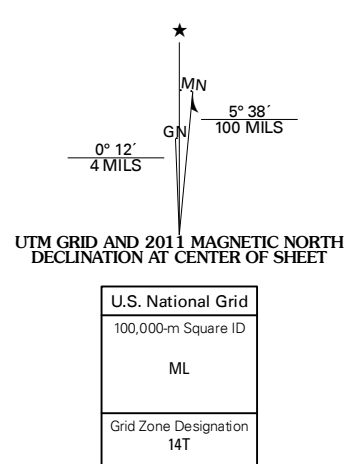 ★
MN
5° 38´
100 MILS
GN
0° 12´
4 MILS
UTM GRID AND 2011 MAGNETIC NORTH
DECLINATION AT CENTER OF SHEET
U.S. National Grid
100,000-m Square ID
ML
Grid Zone Designation
14T